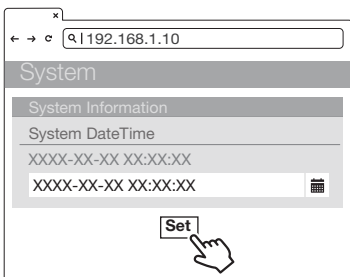 ×
192.168.1.10
System
System Information
System DateTime
XXXX-XX-XX XX:XX:XX
XXXX-XX-XX XX:XX:XX
Set